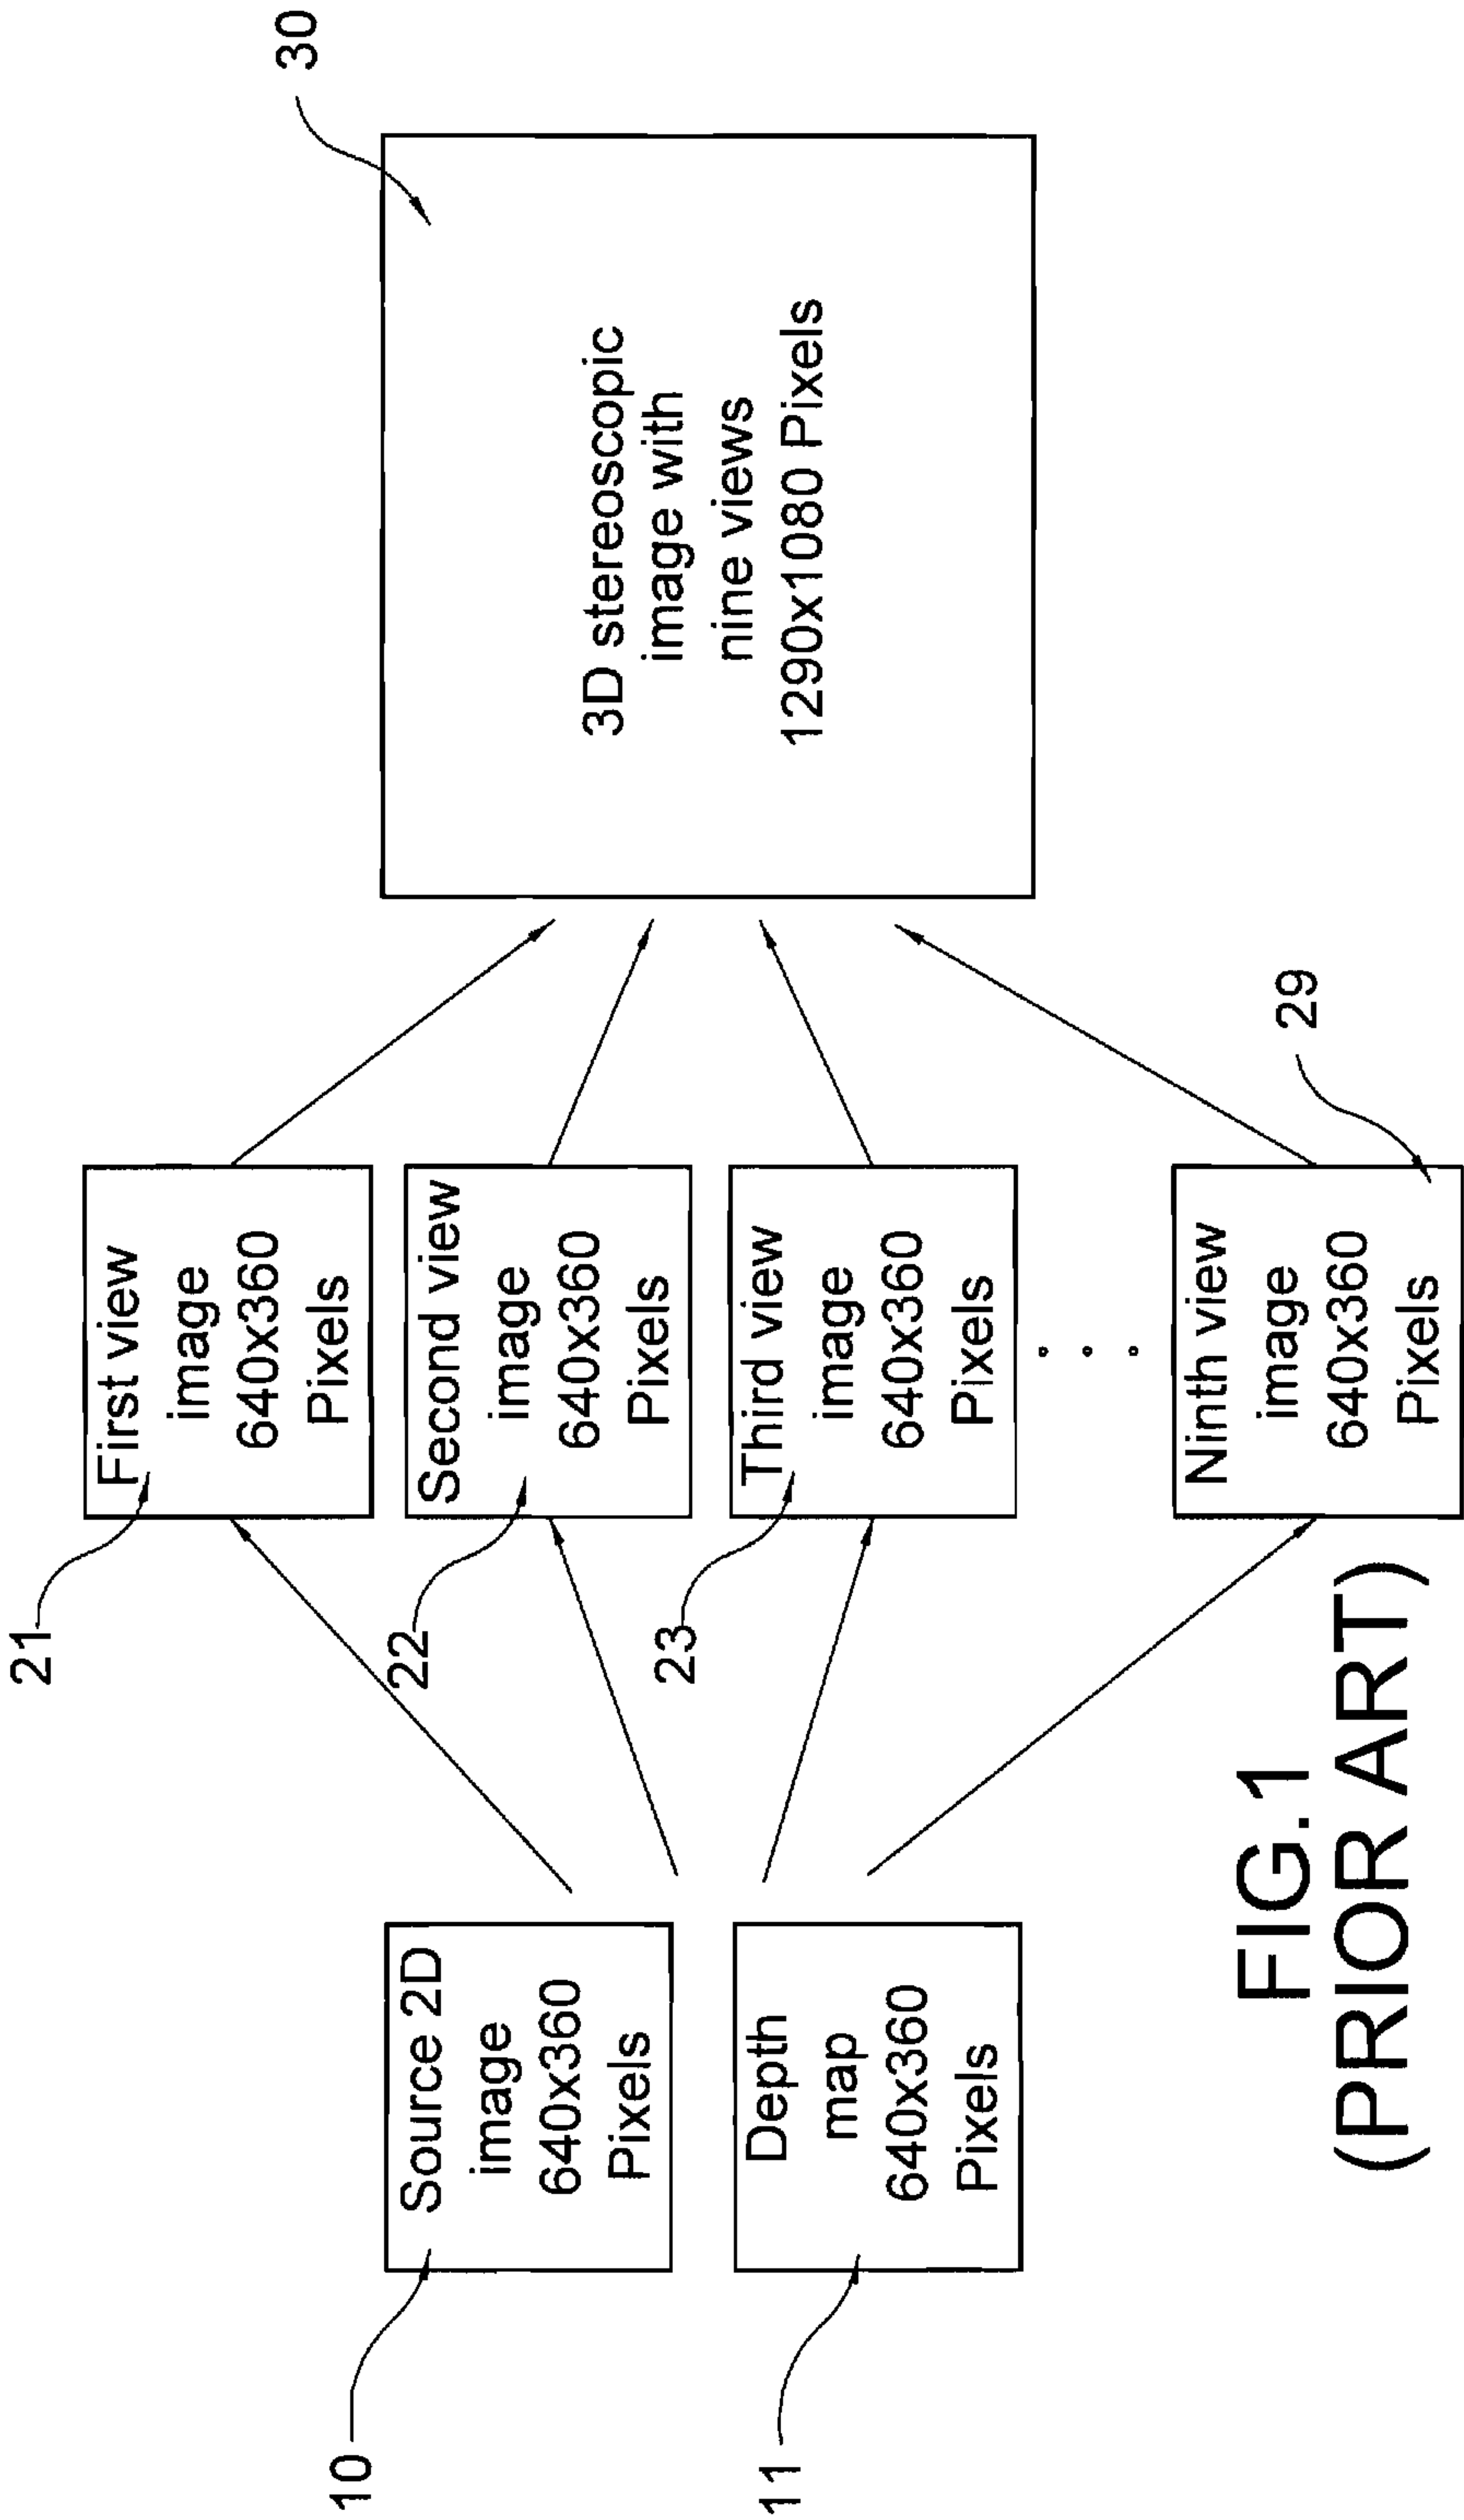 10
Source 2D
image
640x360
Pixels
11
Depth
map
640x360
Pixels
21
First view
image
640x360
Pixels
22
Second view
image
640x360
Pixels
23
Third view
image
640x360
Pixels
29
Ninth view
image
640x360
Pixels
30
3D stereoscopic
image with
nine views
1290x1080 Pixels
FIG.1
(PRIOR ART)